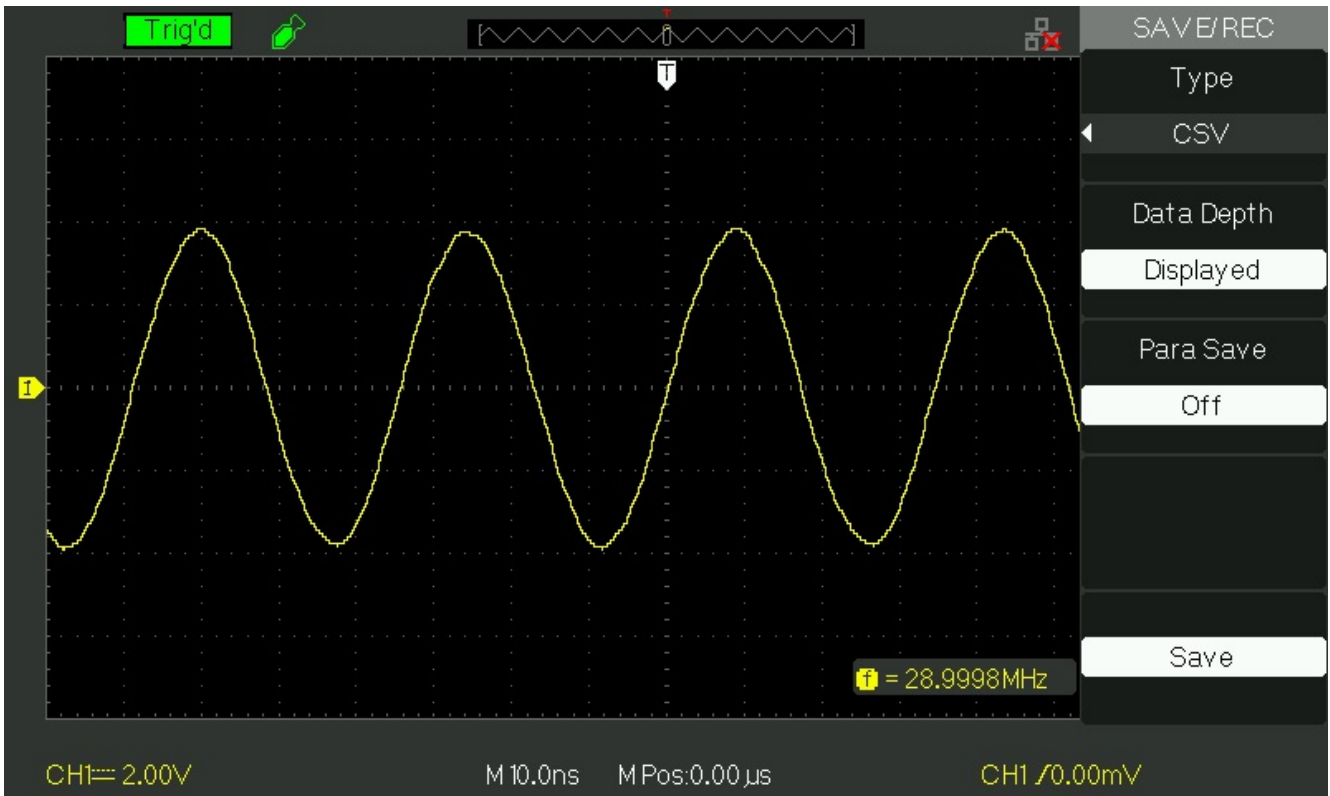 Trig'd
T
SAVE/REC
T
Type
CSV
Data Depth
Displayed
Para Save
1
Off
Save
f = 28.9998MHz
CH1 2.00V
M 10.0ns
M Pos:0.00µs
CH1 0.00mV